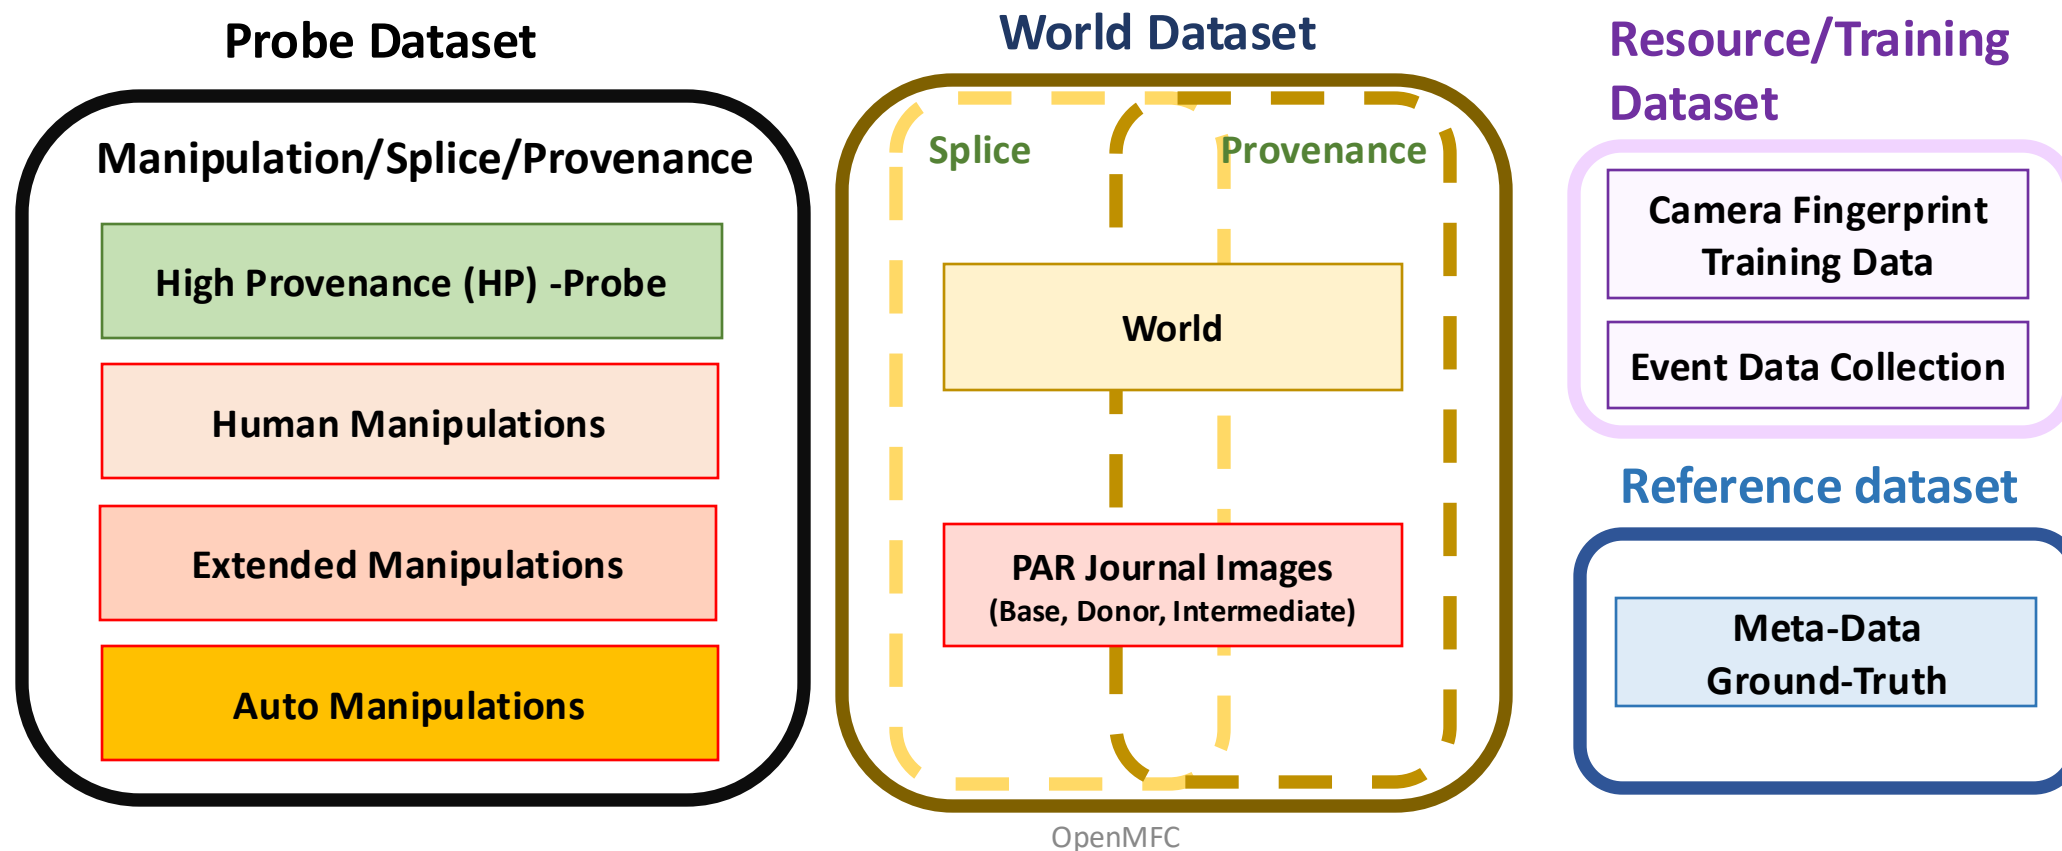 Probe Dataset
Manipulation/Splice/Provenance
High Provenance (HP) -Probe
Human Manipulations
Extended Manipulations
Auto Manipulations
World Dataset
Splice
Provenance
World
PAR Journal Images
(Base, Donor, Intermediate)
Resource/Training
Dataset
Camera Fingerprint
Training Data
Event Data Collection
Reference dataset
Meta-Data
Ground-Truth
OpenMFC